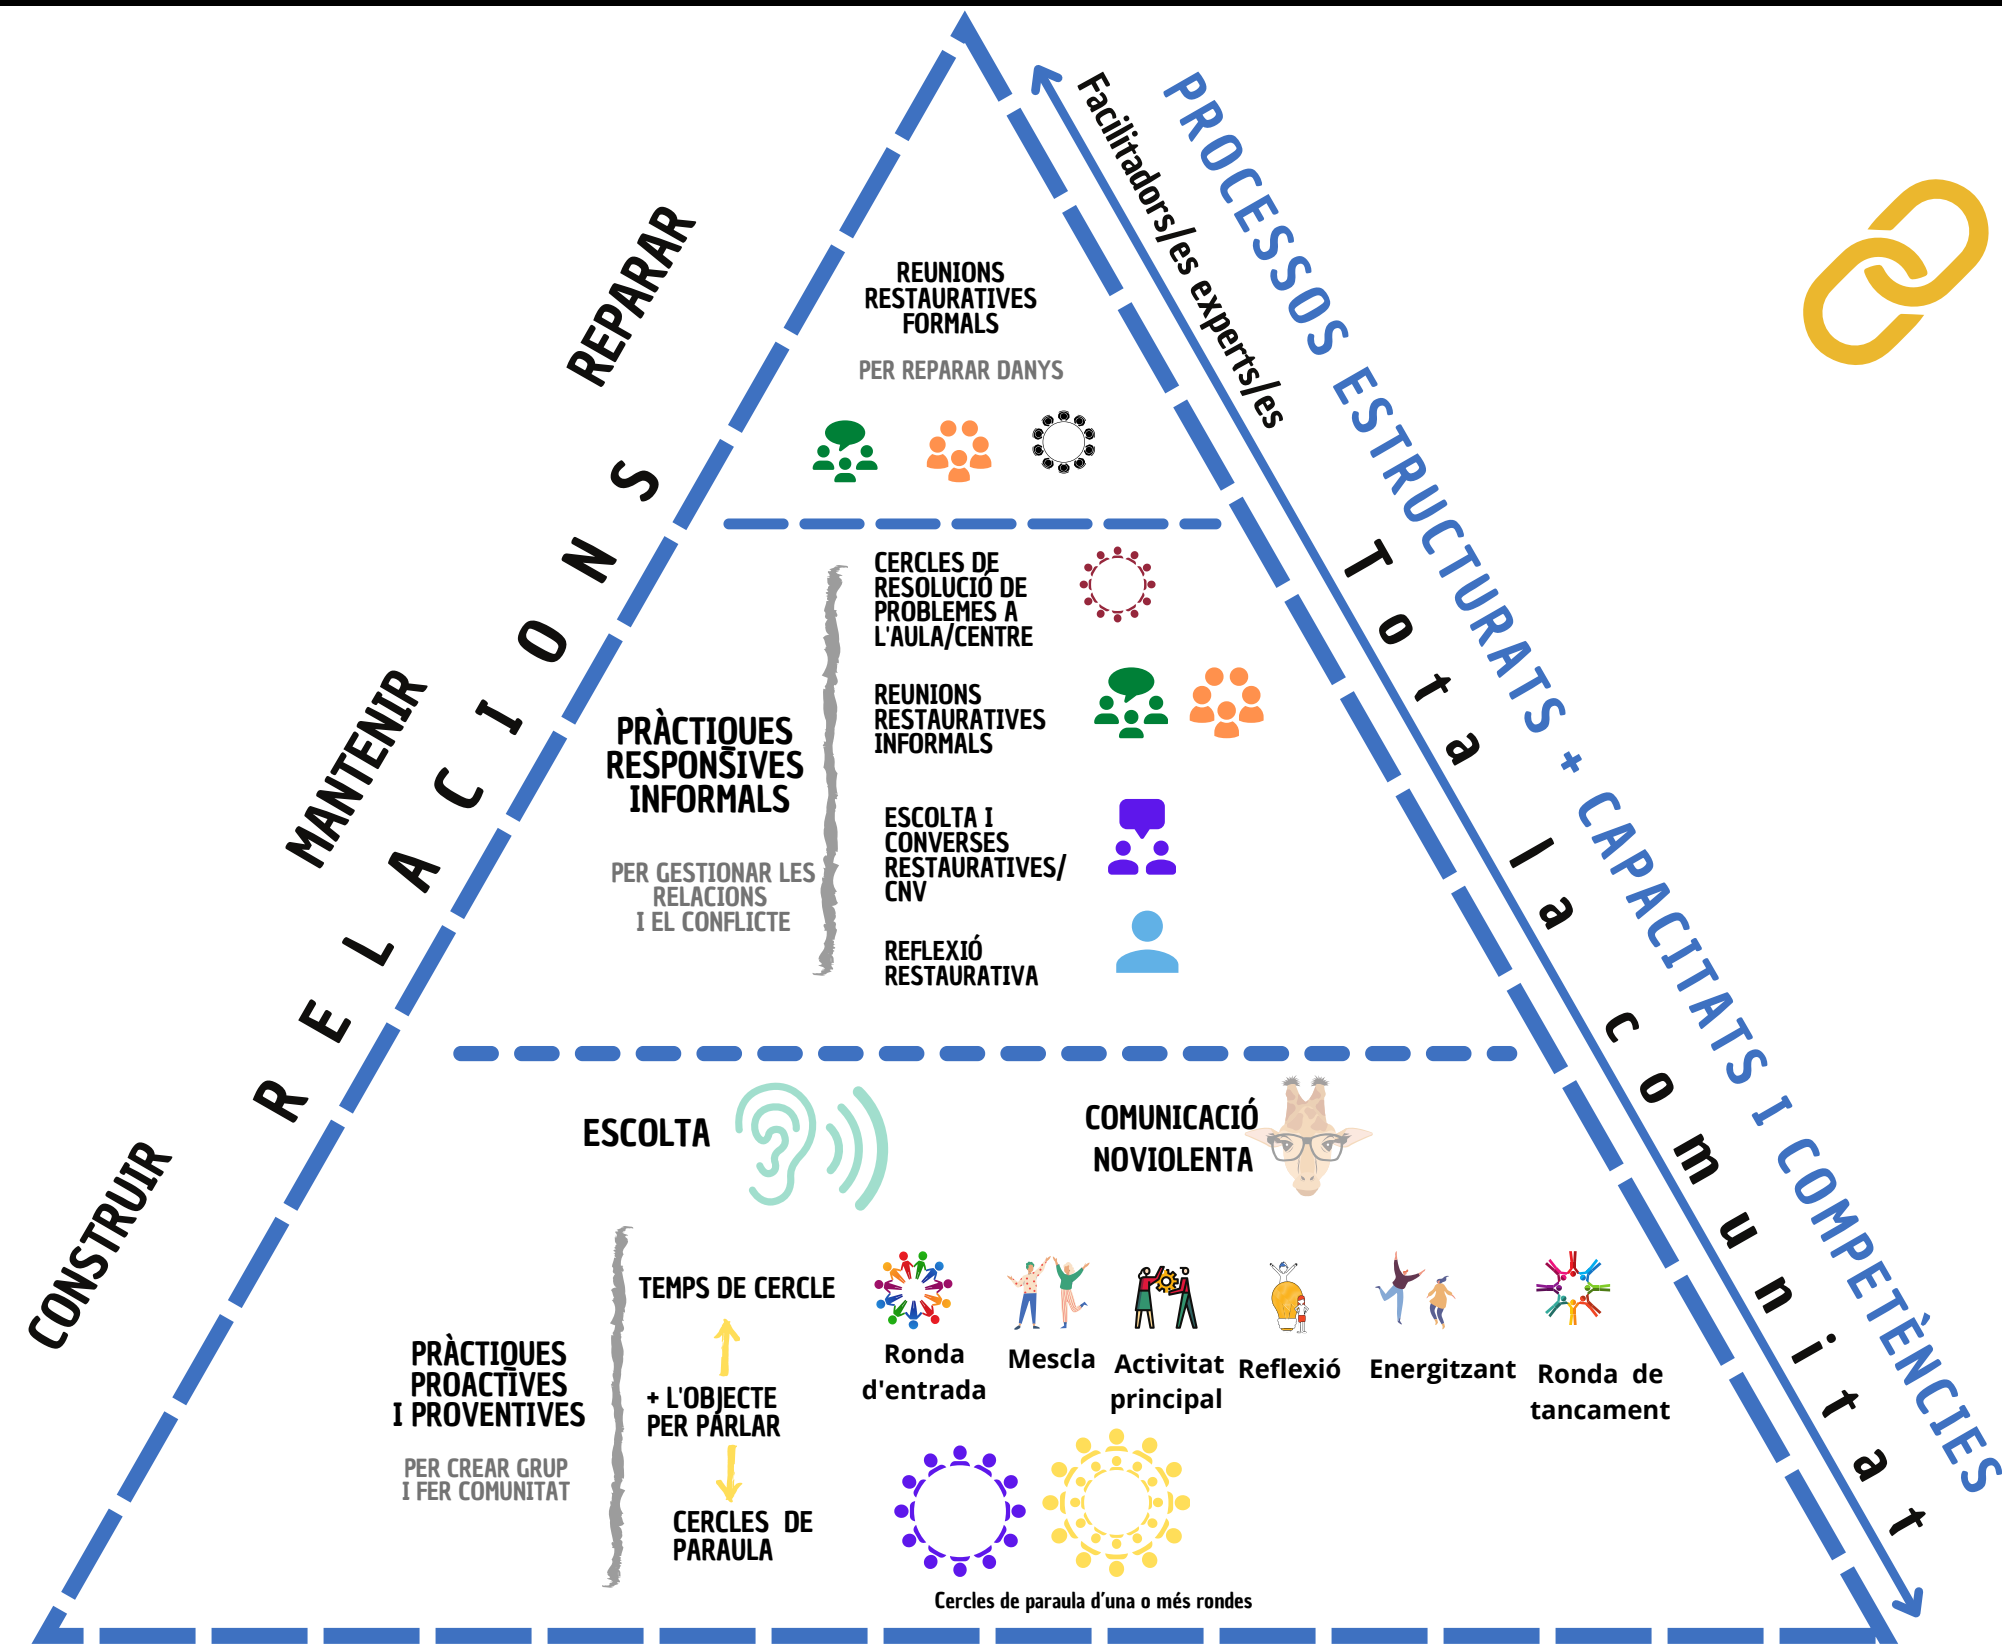 REPARAR
MANTENIR
CONSTRUIR
RELACIONS
PROCESSOS ESTRUCTURATS + CAPACITATS I COMPETÈNCIES
Facilitadors/es experts/es
Tota la comunitat
REUNIONS
RESTAURATIVES
FORMALS
PER REPARAR DANYS
PRÀCTIQUES
RESPONSIVES
INFORMALS
PER GESTIONAR LES
RELACIONS
I EL CONFLICTE
CERCLES DE
RESOLUCIÓ DE
PROBLEMES A
L'AULA/CENTRE
REUNIONS
RESTAURATIVES
INFORMALS
ESCOLTA I
CONVERSES
RESTAURATIVES/
CNV
REFLEXIÓ
RESTAURATIVA
ESCOLTA
COMUNICACIÓ
NOVIOLENTA
PRÀCTIQUES
PROACTIVES
I PROVENTIVES
PER CREAR GRUP
I FER COMUNITAT
TEMPS DE CERCLE
+ L'OBJECTE
PER PARLAR
CERCLES DE
PARAULA
Ronda
d'entrada
Mescla
Activitat
principal
Reflexió
Energitzant
Ronda de
tancament
Cercles de paraula d'una o més rondes